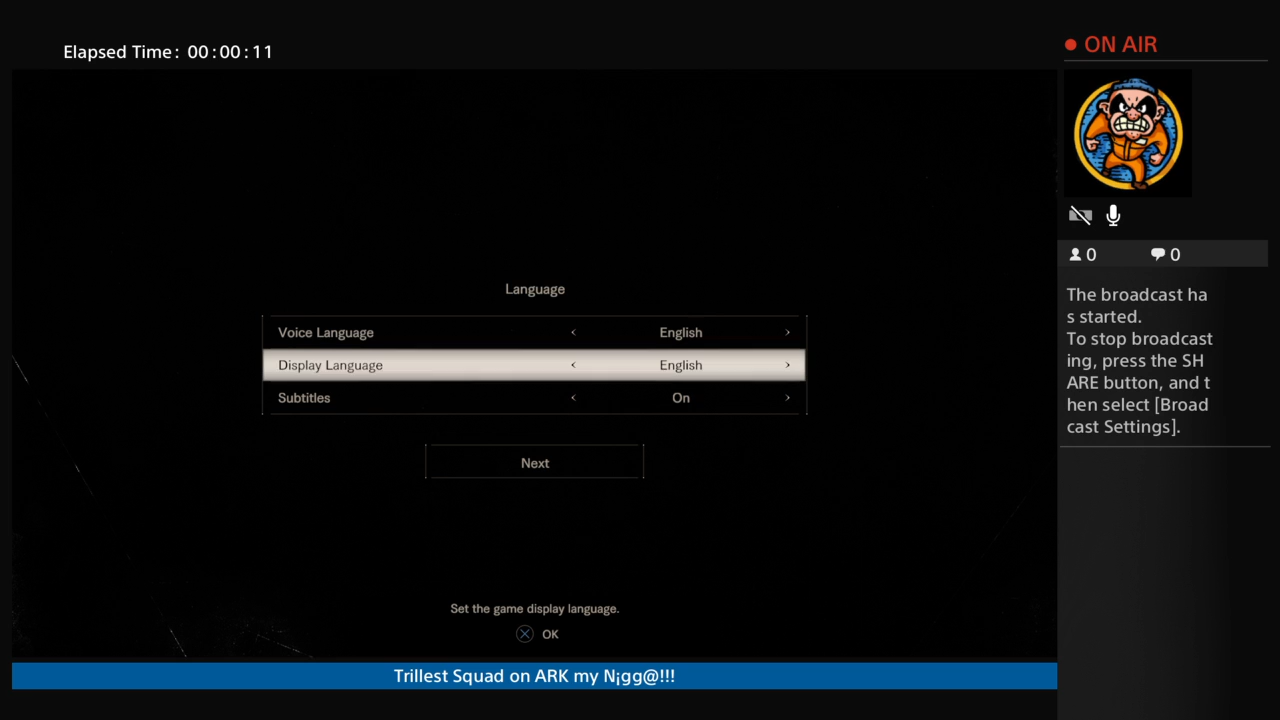 Elapsed Time: 00:00:11
ON AIR
0 0
The broadcast ha
s started.
To stop broadcast
ing, press the SH
ARE button, and t
hen select [Broad
cast Settings].
Language
Voice Language < English >
Display Language < English >
Subtitles < On >
Next
Set the game display language.
OK
Trillest Squad on ARK my N¡gg@!!!